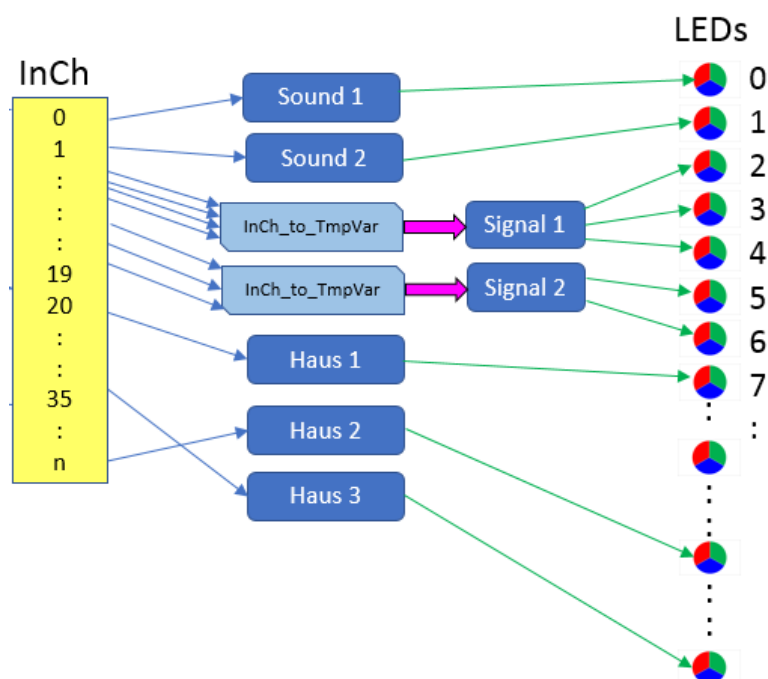 LEDs
InCh
0
1
:
:
:
19
20
:
:
35
:
n
Sound 1
Sound 2
InCh_to_TmpVar
InCh_to_TmpVar
Signal 1
Signal 2
Haus 1
Haus 2
Haus 3
0
1
2
3
4
5
6
7
: